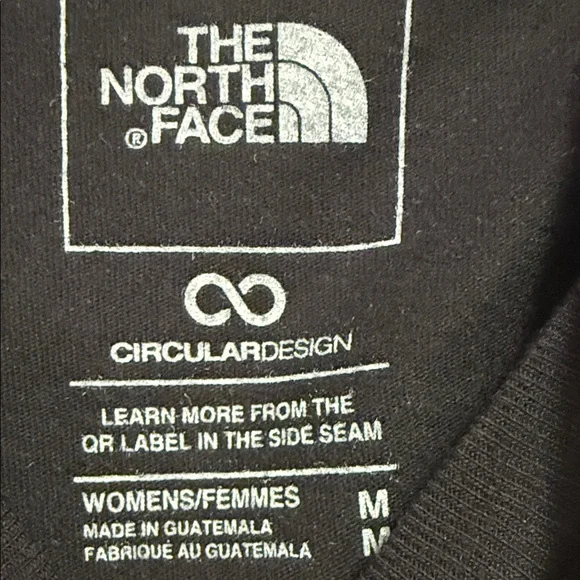 THE
NORTH
® FACE
CIRCULARDESIGN
LEARN MORE FROM THE
QR LABEL IN THE SIDE SEAM
WOMENS/FEMMES M
MADE IN GUATEMALA
FABRIQUÉ AU GUATEMALA M